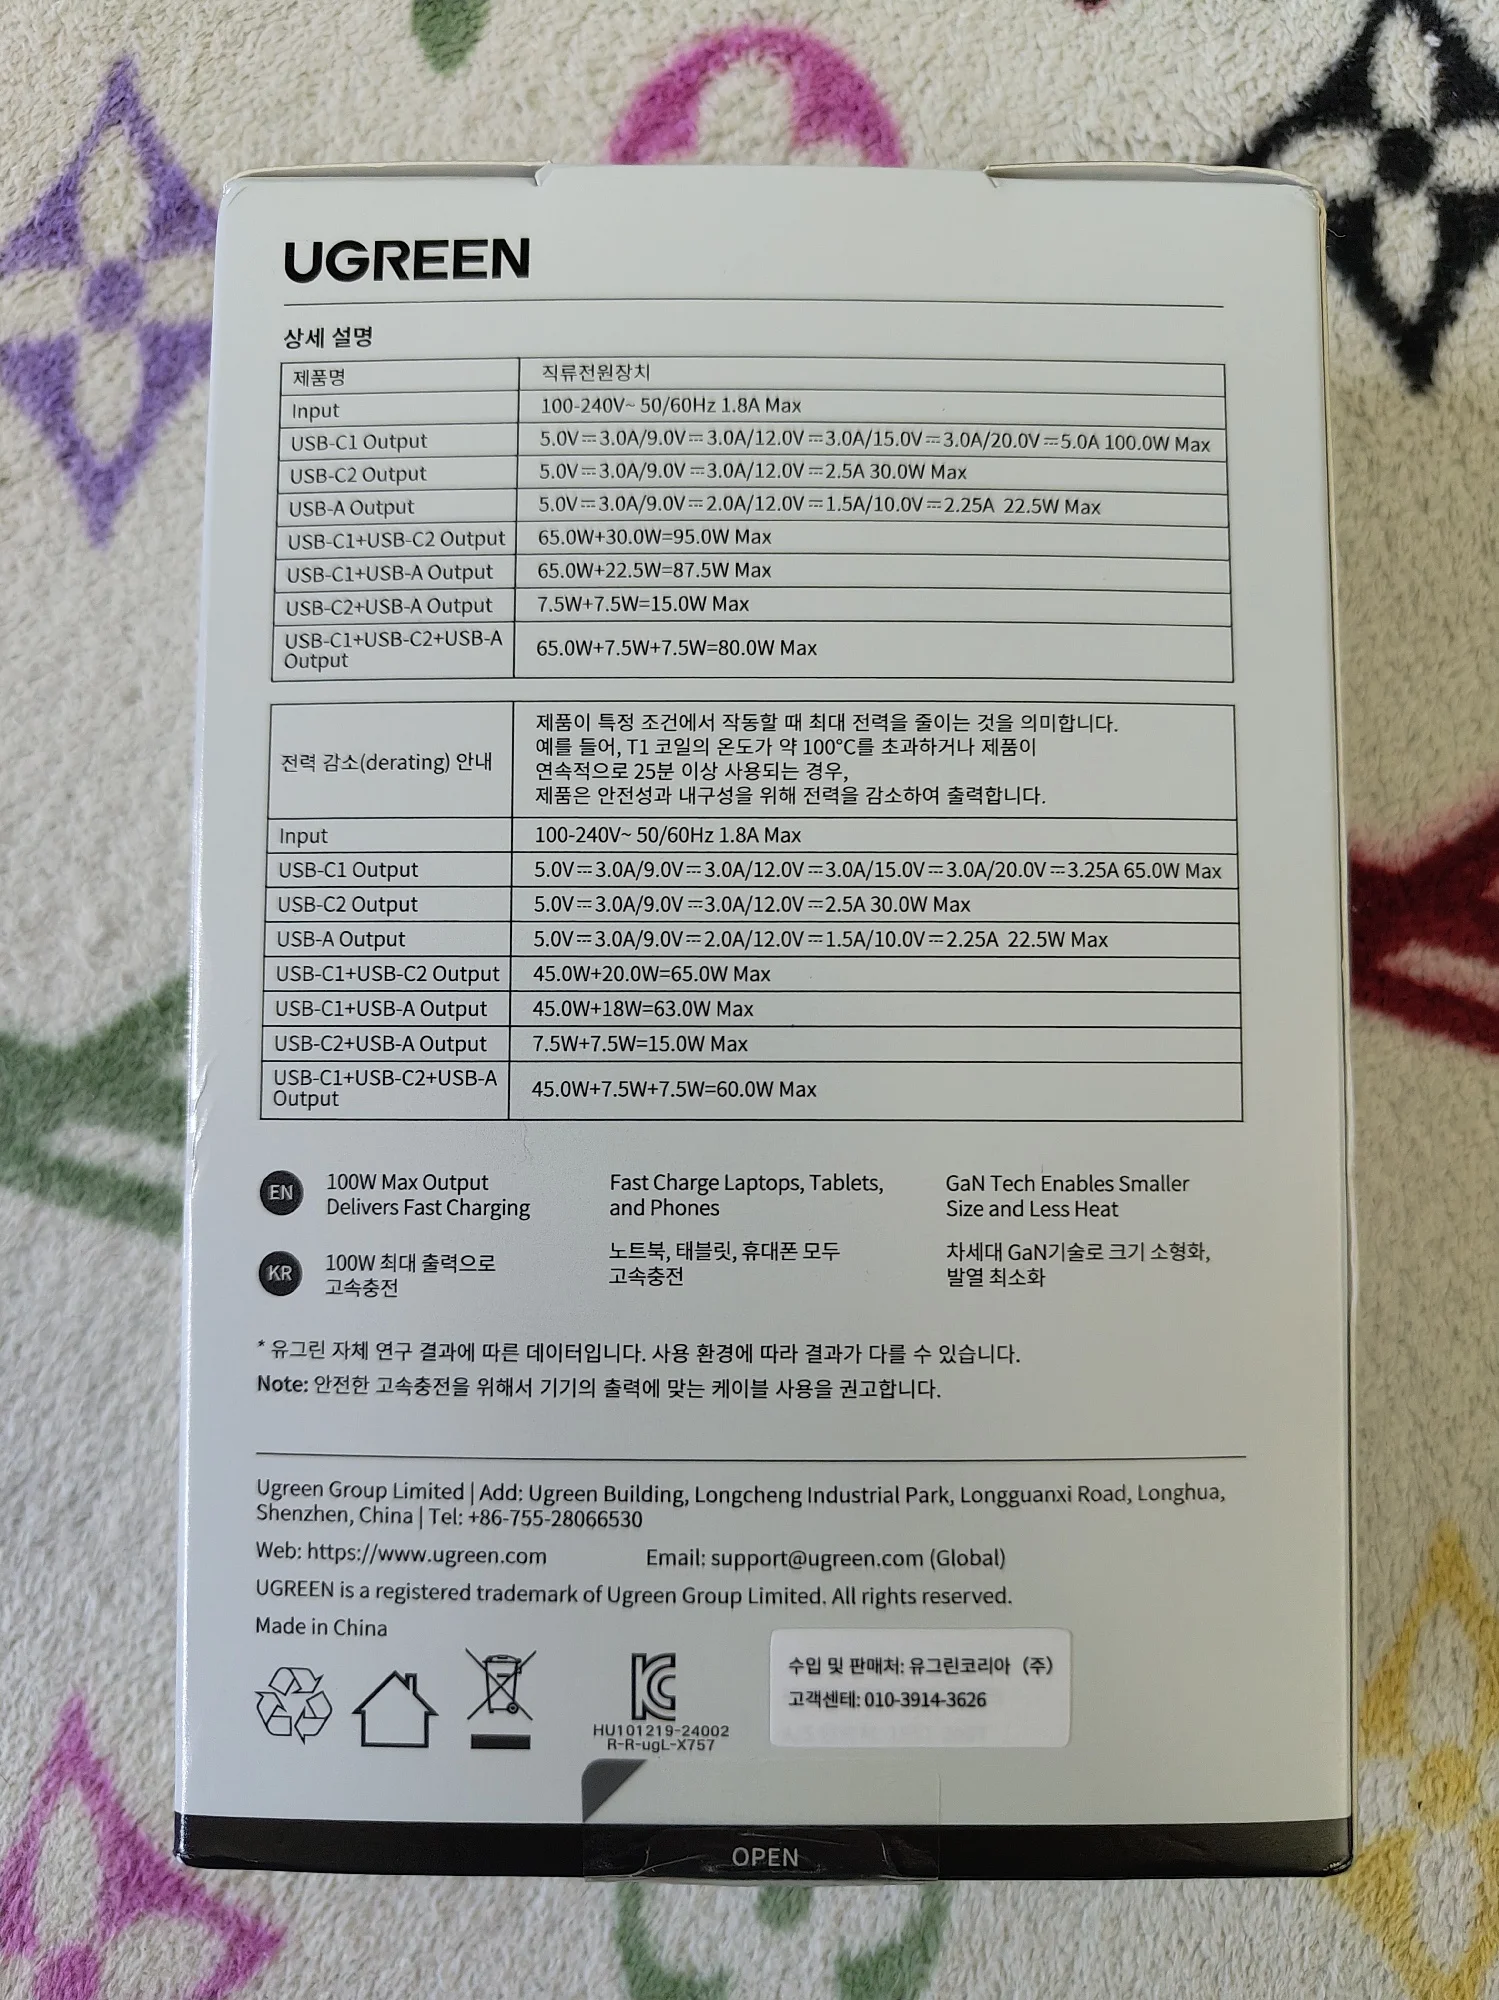 UGREEN
상세 설명
제품명 직류전원장치
Input 100-240V~ 50/60Hz 1.8A Max
USB-C1 Output 5.0V⎓3.0A/9.0V⎓3.0A/12.0V⎓3.0A/15.0V⎓3.0A/20.0V⎓5.0A 100.0W Max
USB-C2 Output 5.0V⎓3.0A/9.0V⎓3.0A/12.0V⎓2.5A 30.0W Max
USB-A Output 5.0V⎓3.0A/9.0V⎓2.0A/12.0V⎓1.5A/10.0V⎓2.25A 22.5W Max
USB-C1+USB-C2 Output 65.0W+30.0W=95.0W Max
USB-C1+USB-A Output 65.0W+22.5W=87.5W Max
USB-C2+USB-A Output 7.5W+7.5W=15.0W Max
USB-C1+USB-C2+USB-A
Output
65.0W+7.5W+7.5W=80.0W Max
전력 감소(derating) 안내
제품이 특정 조건에서 작동할 때 최대 전력을 줄이는 것을 의미합니다.
예를 들어, T1 코일의 온도가 약 100°C를 초과하거나 제품이
연속적으로 25분 이상 사용되는 경우,
제품은 안전성과 내구성을 위해 전력을 감소하여 출력합니다.
Input 100-240V~ 50/60Hz 1.8A Max
USB-C1 Output 5.0V⎓3.0A/9.0V⎓3.0A/12.0V⎓3.0A/15.0V⎓3.0A/20.0V⎓3.25A 65.0W Max
USB-C2 Output 5.0V⎓3.0A/9.0V⎓3.0A/12.0V⎓2.5A 30.0W Max
USB-A Output 5.0V⎓3.0A/9.0V⎓2.0A/12.0V⎓1.5A/10.0V⎓2.25A 22.5W Max
USB-C1+USB-C2 Output 45.0W+20.0W=65.0W Max
USB-C1+USB-A Output 45.0W+18W=63.0W Max
USB-C2+USB-A Output 7.5W+7.5W=15.0W Max
USB-C1+USB-C2+USB-A
Output
45.0W+7.5W+7.5W=60.0W Max
EN
100W Max Output
Delivers Fast Charging
Fast Charge Laptops, Tablets,
and Phones
GaN Tech Enables Smaller
Size and Less Heat
KR
100W 최대 출력으로
고속충전
노트북, 태블릿, 휴대폰 모두
고속충전
차세대 GaN기술로 크기 소형화,
발열 최소화
* 유그린 자체 연구 결과에 따른 데이터입니다. 사용 환경에 따라 결과가 다를 수 있습니다.
Note: 안전한 고속충전을 위해서 기기의 출력에 맞는 케이블 사용을 권고합니다.
Ugreen Group Limited | Add: Ugreen Building, Longcheng Industrial Park, Longguanxi Road, Longhua,
Shenzhen, China | Tel: +86-755-28066530
Web: https://www.ugreen.com Email: support@ugreen.com (Global)
UGREEN is a registered trademark of Ugreen Group Limited. All rights reserved.
Made in China
HU101219-24002
R-R-ugL-X757
수입 및 판매처: 유그린코리아 (주)
고객센테: 010-3914-3626
OPEN